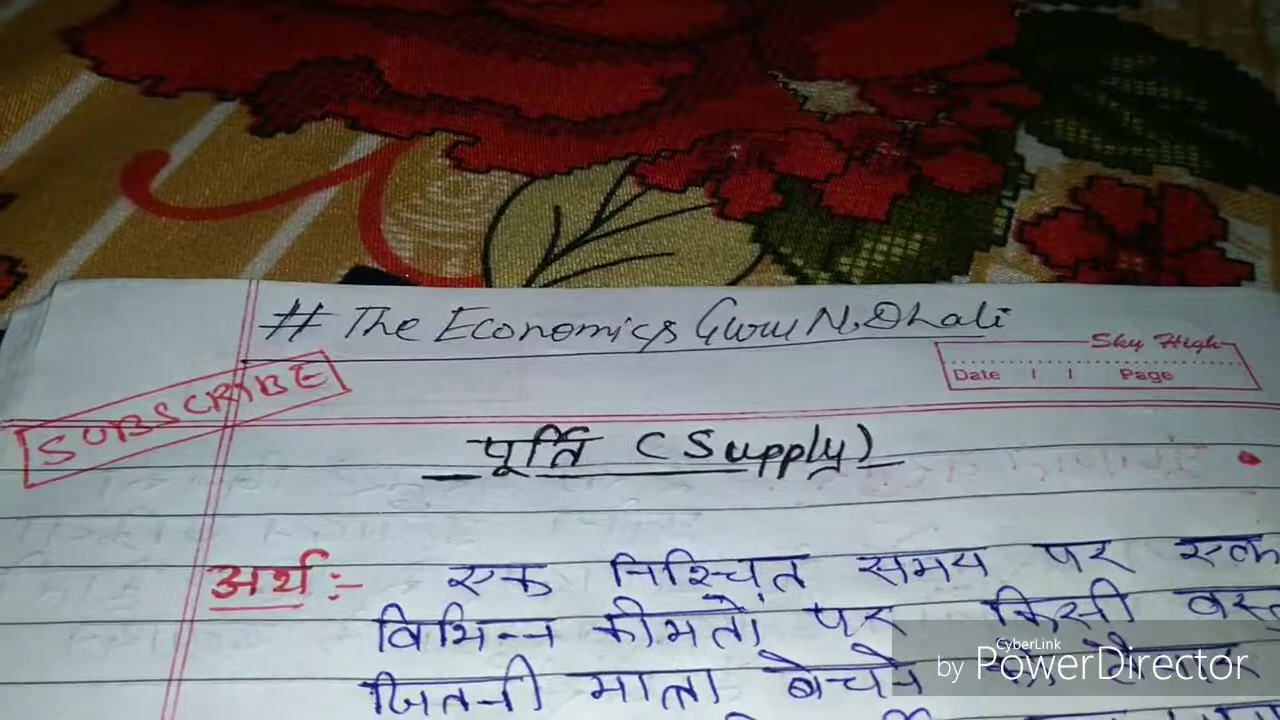 # The Economics Guru N. Dhali
Sky High
Date / / Page
SUBSCRIBE
पूर्ति (Supply)
अर्थ :- एक निश्चित समय पर एक
विभिन्न कीमतों पर किसी वस्तु
जितनी मात्रा बेचने को तैयार
CyberLink
by PowerDirector